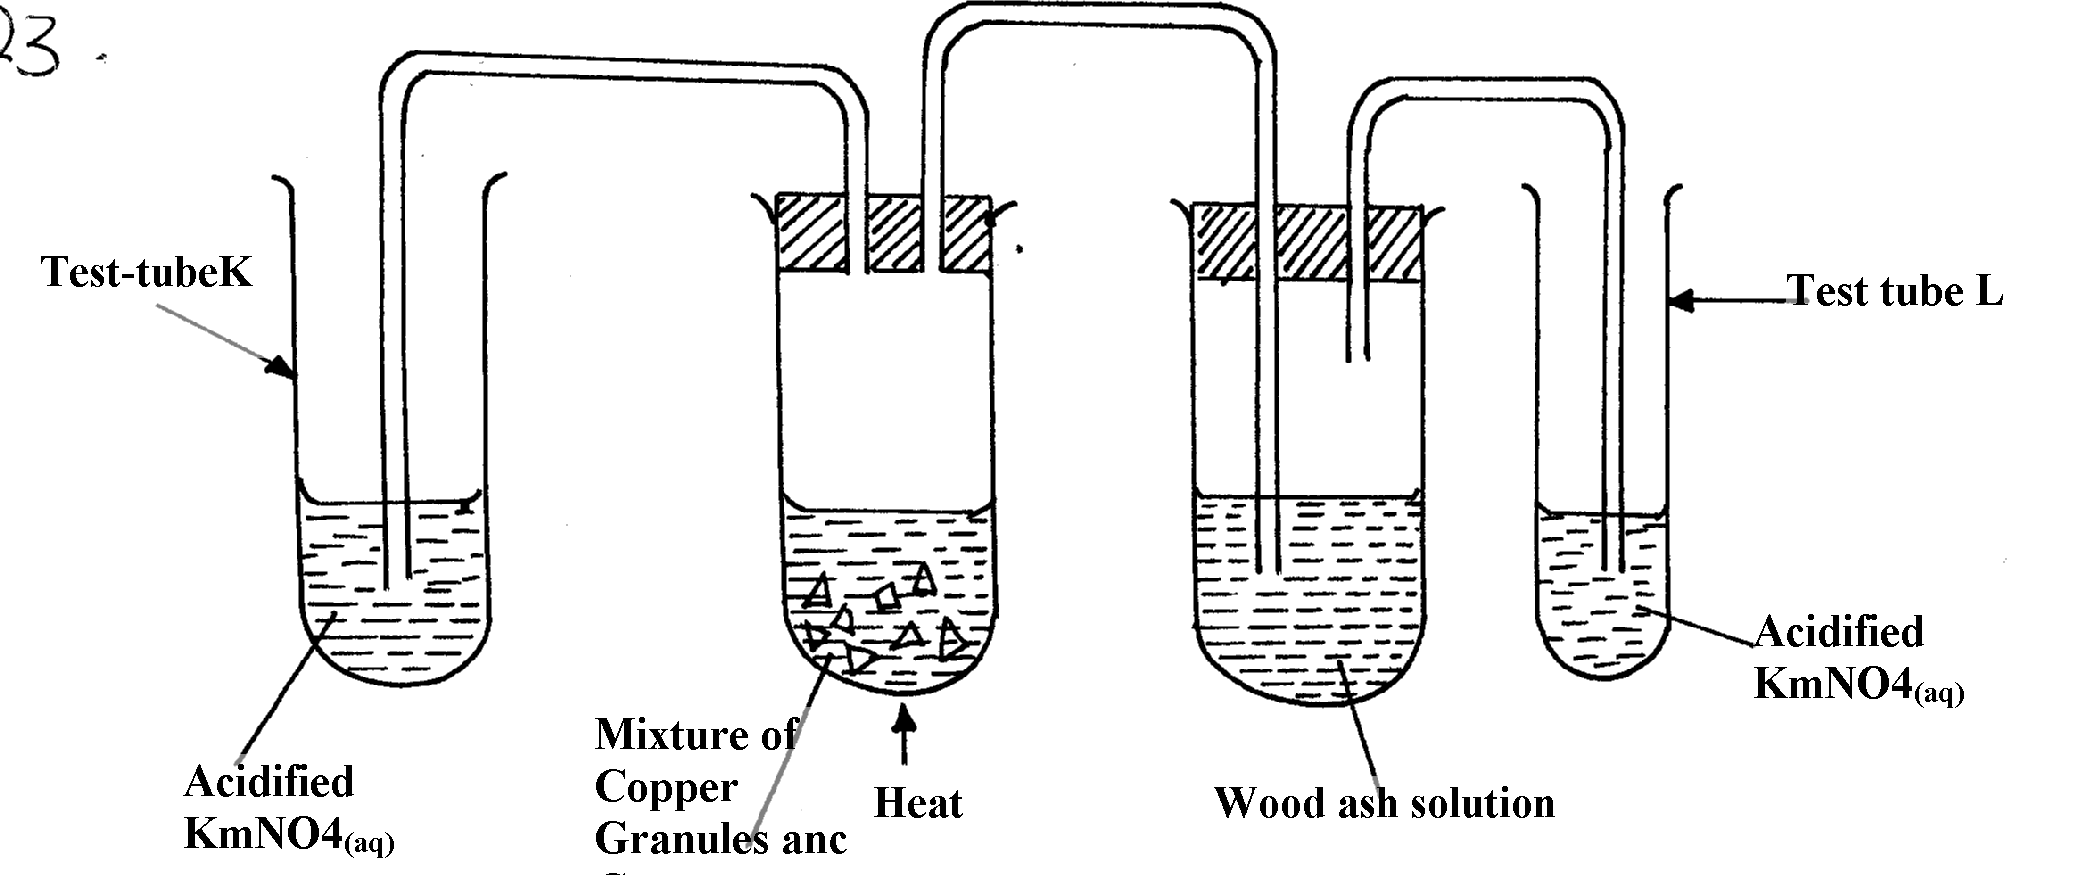 23.
Test-tubeK
Test tube L
Acidified
KmNO4(aq)
Mixture of
Copper
Granules anc
Heat
Wood ash solution
Acidified
KmNO4(aq)